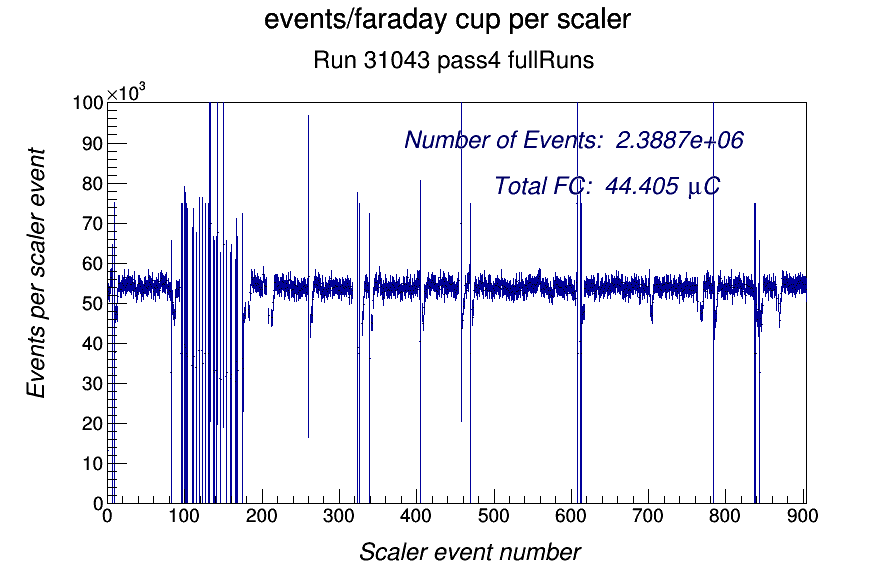 events/faraday cup per scaler
Run 31043 pass4 fullRuns
×10³
100
90
80
70
60
50
40
30
20
10
0
Number of Events: 2.3887e+06
Total FC: 44.405 μC
Events per scaler event
0 100 200 300 400 500 600 700 800 900
Scaler event number